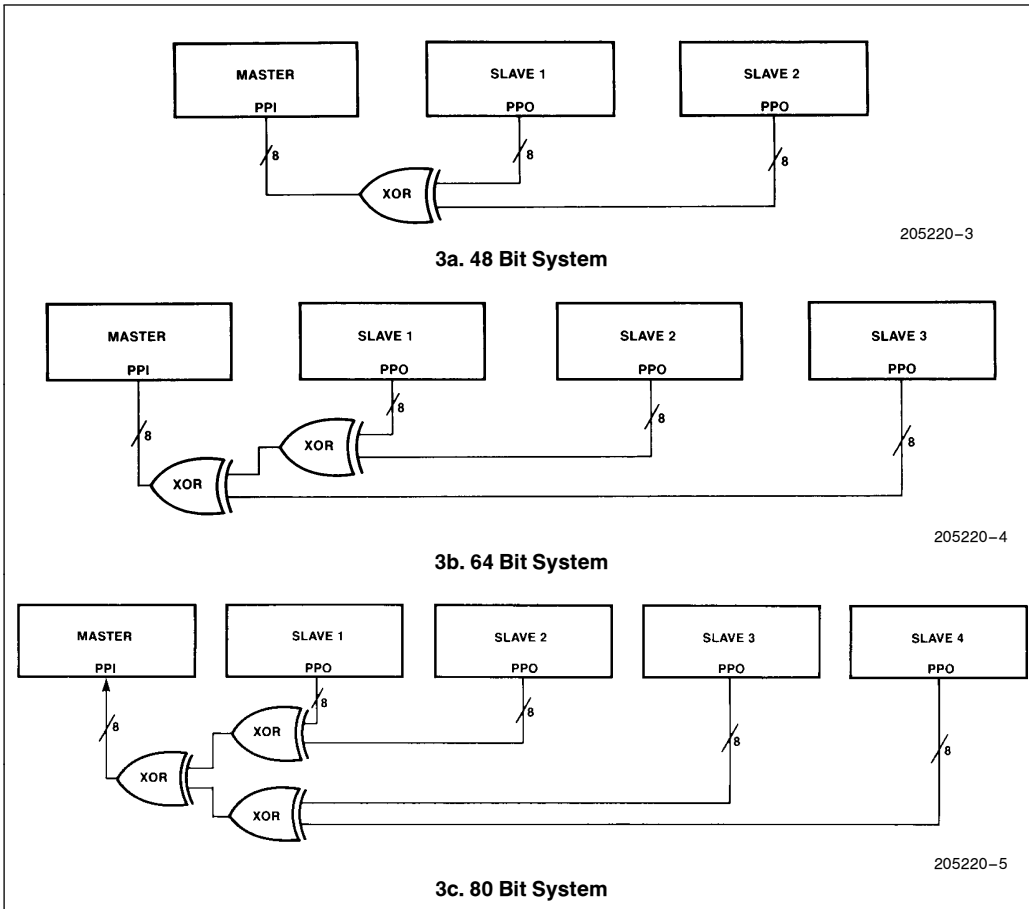 MASTER SLAVE 1 SLAVE 2
PPI PPO PPO
8 8 8
XOR
205220-3
3a. 48 Bit System
MASTER SLAVE 1 SLAVE 2 SLAVE 3
PPI PPO PPO PPO
8 8 8 8
XOR
XOR
205220-4
3b. 64 Bit System
MASTER SLAVE 1 SLAVE 2 SLAVE 3 SLAVE 4
PPI PPO PPO PPO PPO
8 8 8 8 8
XOR
XOR
XOR
205220-5
3c. 80 Bit System